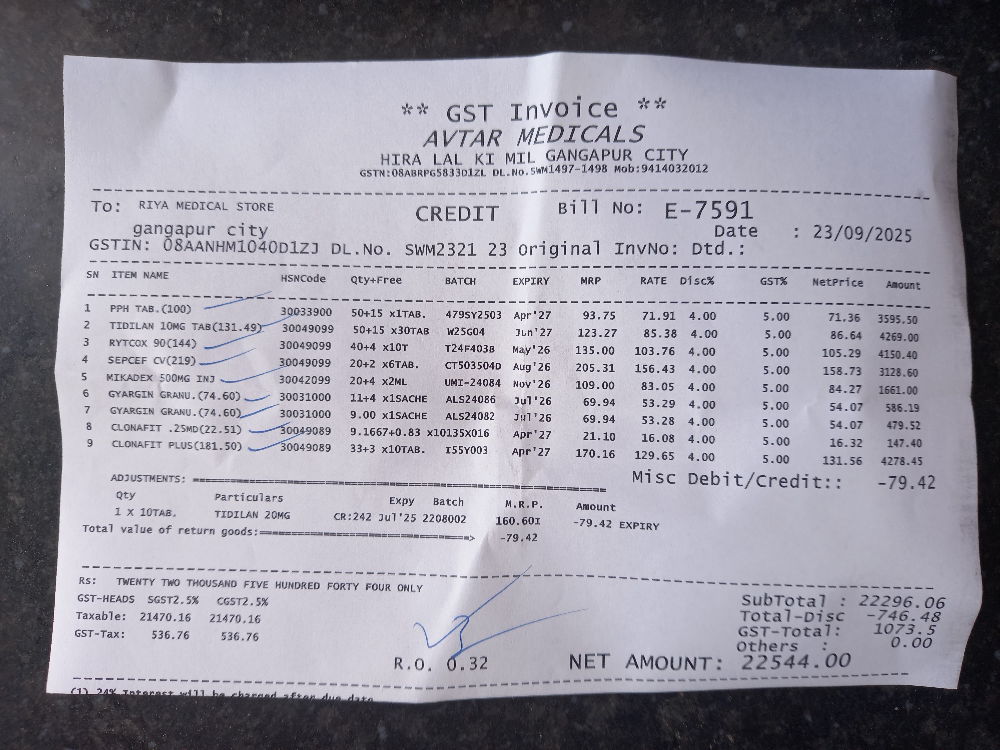 ** GST Invoice **
AVTAR MEDICALS
HIRA LAL KI MIL GANGAPUR CITY
GSTN:08ABRPG5833D1ZL DL.No.SWM1497-1498 Mob:9414032012
To: RIYA MEDICAL STORE CREDIT Bill No: E-7591
gangapur city Date : 23/09/2025
GSTIN: 08AANHM1040D1ZJ DL.No. SWM2321 23 Original InvNo: Dtd.:
SN ITEM NAME HSNCode Qty+Free BATCH EXPIRY MRP RATE Disc% GST% NetPrice Amount
1 PPH TAB.(100) 30033900 50+15 x1TAB. 479SY2503 Apr'27 93.75 71.91 4.00 5.00 71.36 3595.50
2 TIDILAN 10MG TAB(131.49) 30049099 50+15 x30TAB W25G04 Jun'27 123.27 85.38 4.00 5.00 86.64 4269.00
3 RYTCOX 90(144) 30049099 40+4 x10T T24F403B May'26 135.00 103.76 4.00 5.00 105.29 4150.40
4 SEPCEF CV(219) 30049099 20+2 x6TAB. CT503504D Aug'26 205.31 156.43 4.00 5.00 158.73 3128.60
5 MIKADEX 500MG INJ 30042099 20+4 x2ML UMI-24084 Nov'26 109.00 83.05 4.00 5.00 84.27 1661.00
6 GYARGIN GRANU.(74.60) 30031000 11+4 x1SACHE ALS24086 Jul'26 69.94 53.29 4.00 5.00 54.07 586.19
7 GYARGIN GRANU.(74.60) 30031000 9.00 x1SACHE ALS24082 Jul'26 69.94 53.28 4.00 5.00 54.07 479.52
8 CLONAFIT .25MD(22.51) 30049089 9.1667+0.83 x10135X016 Apr'27 21.10 16.08 4.00 5.00 16.32 147.40
9 CLONAFIT PLUS(181.50) 30049089 33+3 x10TAB. I55Y003 Apr'27 170.16 129.65 4.00 5.00 131.56 4278.45
Misc Debit/Credit:: -79.42
ADJUSTMENTS:
Qty Particulars Expy Batch M.R.P. Amount
1 X 10TAB. TIDILAN 20MG CR:242 Jul'25 2208002 160.60I -79.42 EXPIRY
Total value of return goods: -79.42
Rs: TWENTY TWO THOUSAND FIVE HUNDRED FORTY FOUR ONLY
GST-HEADS SGST2.5% CGST2.5% SubTotal : 22296.06
Taxable: 21470.16 21470.16 Total-Disc -746.48
GST-Tax: 536.76 536.76 GST-Total: 1073.5
Others : 0.00
R.O. 0.32 NET AMOUNT: 22544.00
(1) 24% Interest will be charged after due date